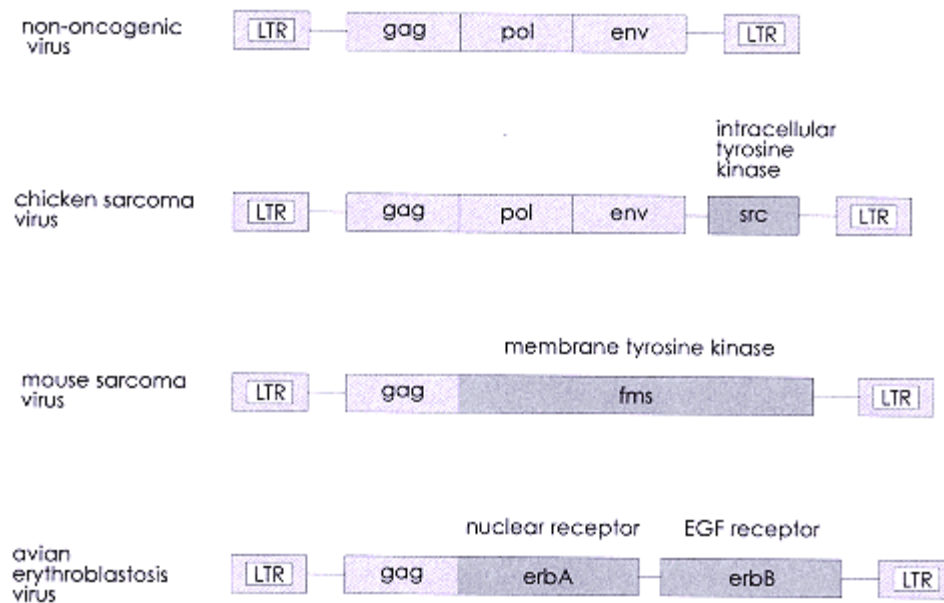 non-oncogenic
virus
LTR gag pol env LTR
intracellular
tyrosine
kinase
chicken sarcoma
virus
LTR gag pol env src LTR
membrane tyrosine kinase
mouse sarcoma
virus
LTR gag fms LTR
nuclear receptor EGF receptor
avian
erythroblastosis
virus
LTR gag erbA erbB LTR